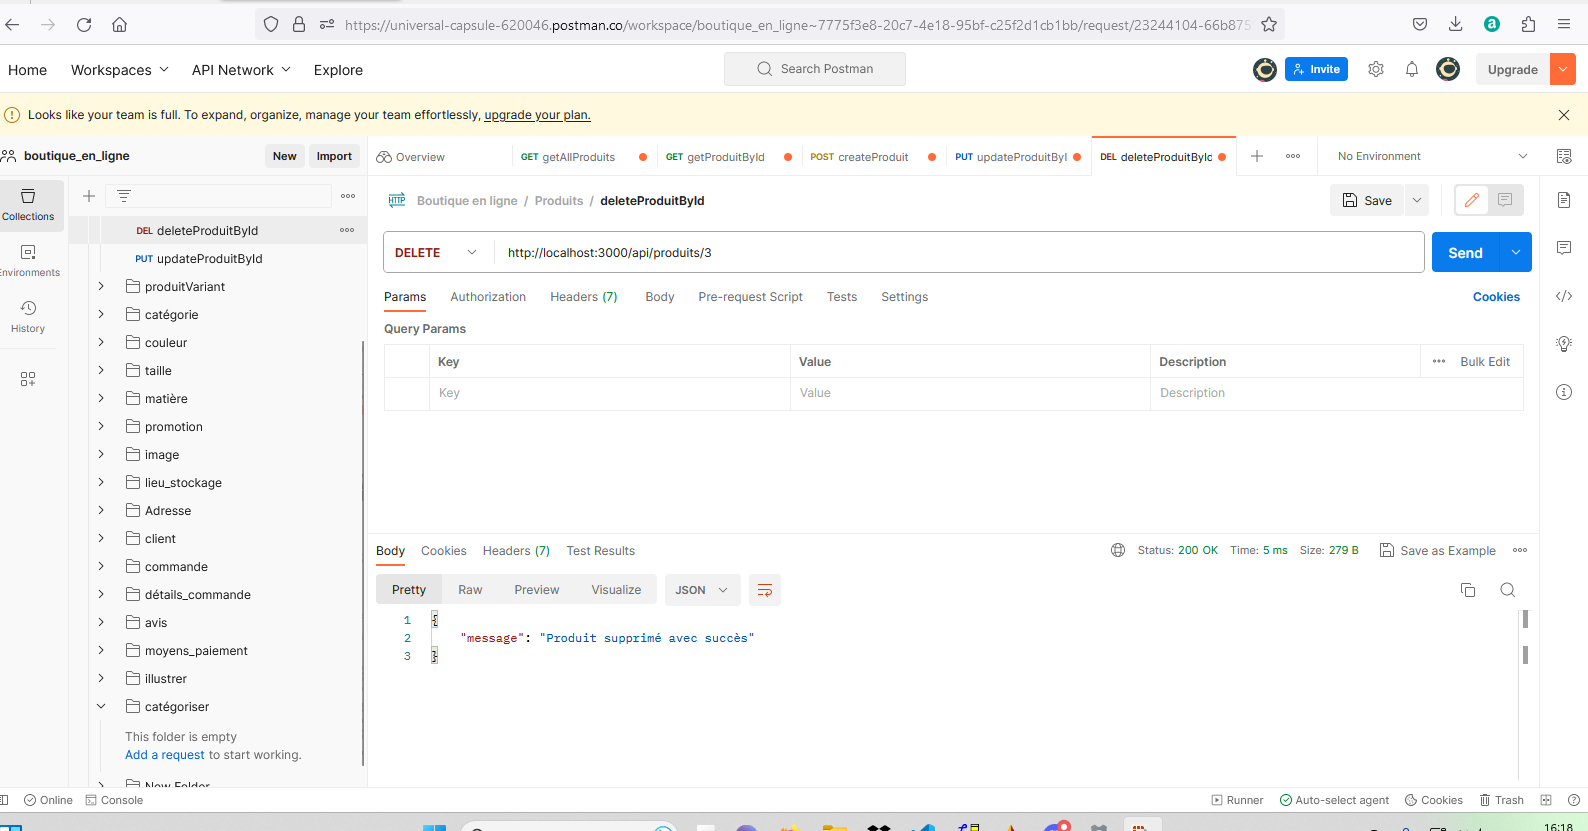 https://universal-capsule-620046.postman.co/workspace/boutique_en_ligne~7775f3e8-20c7-4e18-95bf-c25f2d1cb1bb/request/23244104-66b875
Home Workspaces API Network Explore Search Postman Invite Upgrade
Looks like your team is full. To expand, organize, manage your team effortlessly, upgrade your plan.
boutique_en_ligne New Import
Overview GET getAllProduits GET getProduitById POST createProduit PUT updateProduitByI DEL deleteProduitById No Environment
Collections
Environments
History
DEL deleteProduitById
PUT updateProduitById
produitVariant
catégorie
couleur
taille
matière
promotion
image
lieu_stockage
Adresse
client
commande
détails_commande
avis
moyens_paiement
illustrer
catégoriser
This folder is empty
Add a request to start working.
New Folder
HTTP Boutique en ligne / Produits / deleteProduitById Save
DELETE http://localhost:3000/api/produits/3 Send
Params Authorization Headers (7) Body Pre-request Script Tests Settings Cookies
Query Params
Key Value Description Bulk Edit
Key Value Description
Body Cookies Headers (7) Test Results Status: 200 OK Time: 5 ms Size: 279 B Save as Example
Pretty Raw Preview Visualize JSON
1 {
2 "message": "Produit supprimé avec succès"
3 }
Online Console Runner Auto-select agent Cookies Trash
16:18